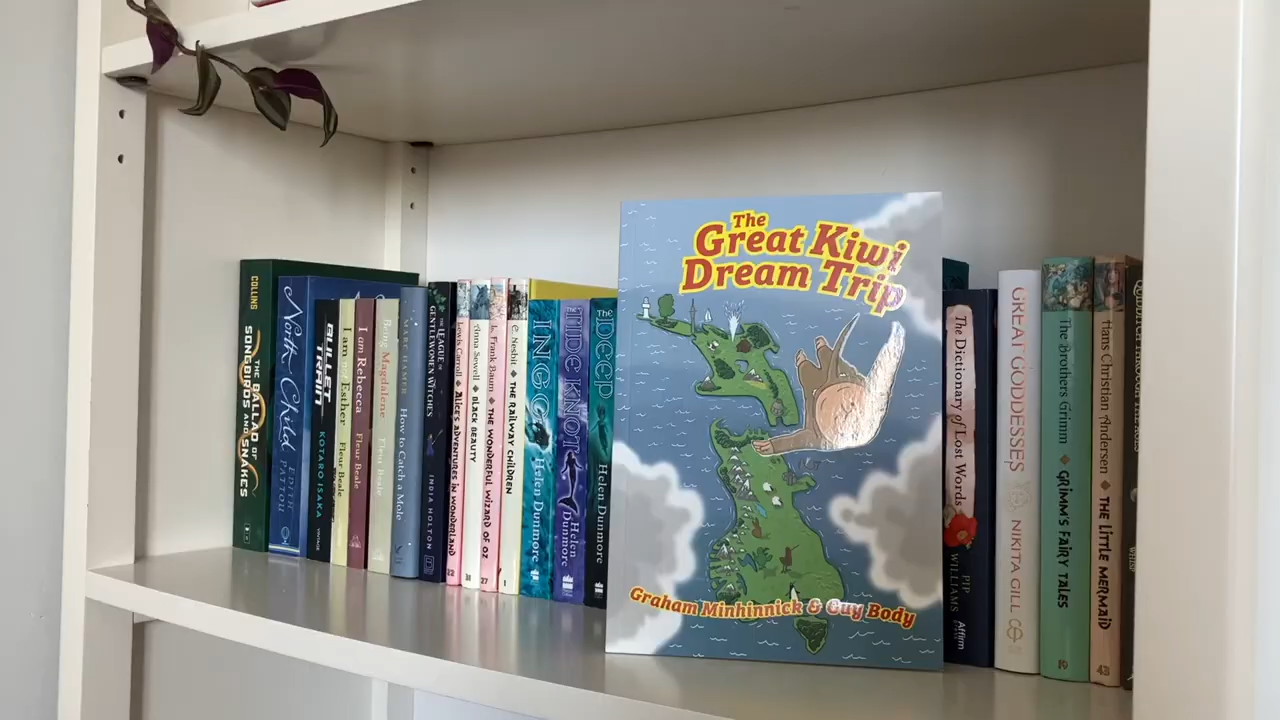 COLLINS
THE BALLAD OF
SONGBIRDS AND SNAKES
North Child
EDITH
PATTOU
BULLET
TRAIN
KOTARO ISAKA
I am not Esther
Fleur Beale
I am Rebecca
Fleur Beale
Being Magdalene
Fleur Beale
MARC HAMER
How to Catch a Mole
THE LEAGUE OF
GENTLEWOMEN WITCHES
INDIA HOLTON
Lewis Carroll ◆ ALICE'S ADVENTURES IN WONDERLAND
Anna Sewell ◆ BLACK BEAUTY
L. Frank Baum ◆ THE WONDERFUL WIZARD OF OZ
27
E. Nesbit ◆ THE RAILWAY CHILDREN
INGO
Helen Dunmore
The
TIDE KNOT
Helen
Dunmore
The
DEEP
Helen Dunmore
The
Great Kiwi
Dream Trip
Graham Minhinnick & Guy Body
The Dictionary of Lost Words
PIP
WILLIAMS
Affirm
GREAT GODDESSES
NIKITA GILL
The Brothers Grimm ◆ GRIMM'S FAIRY TALES
Hans Christian Andersen ◆ THE LITTLE MERMAID
43